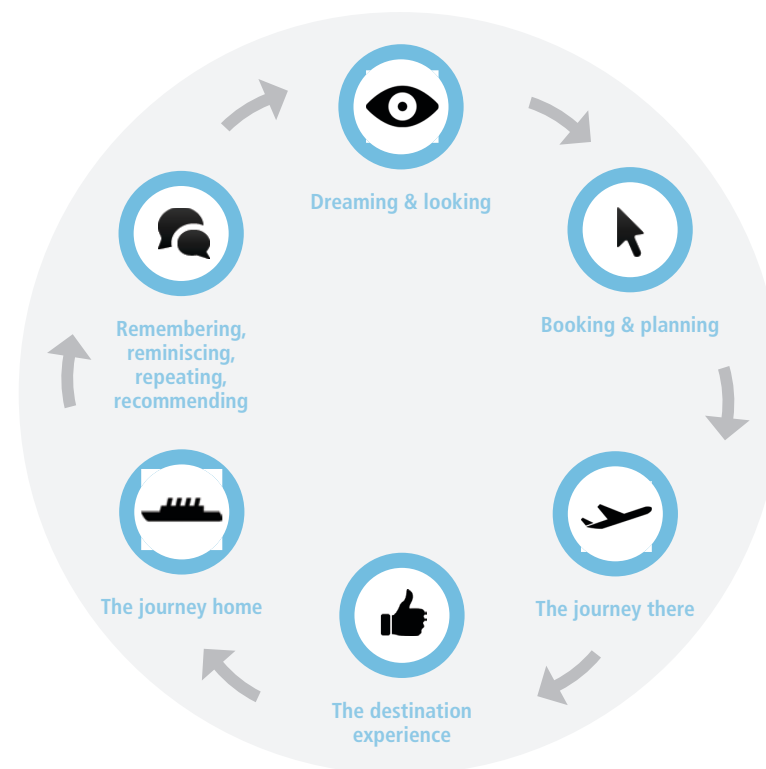 Dreaming & looking
Booking & planning
The journey there
The destination
experience
The journey home
Remembering,
reminiscing,
repeating,
recommending